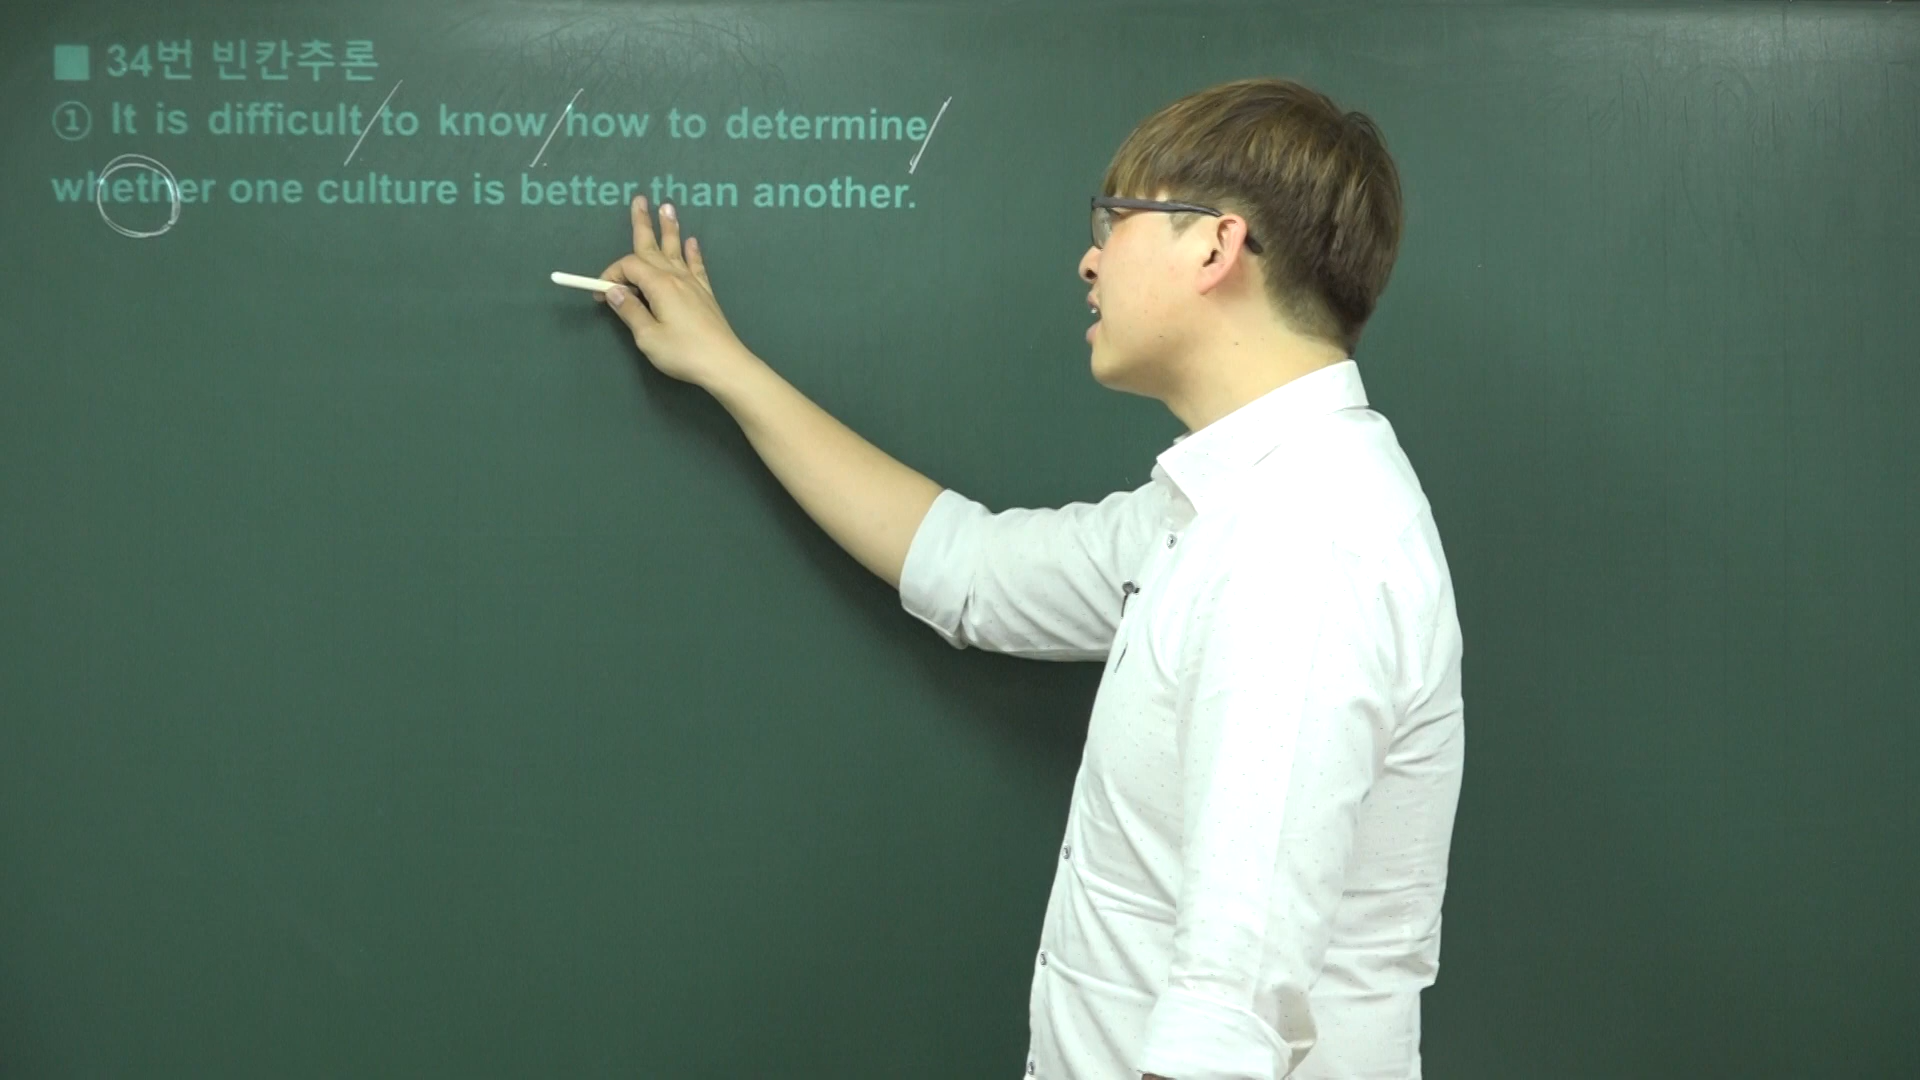 ■ 34번 빈칸추론
① It is difficult / to know / how to determine /
whether one culture is better than another.